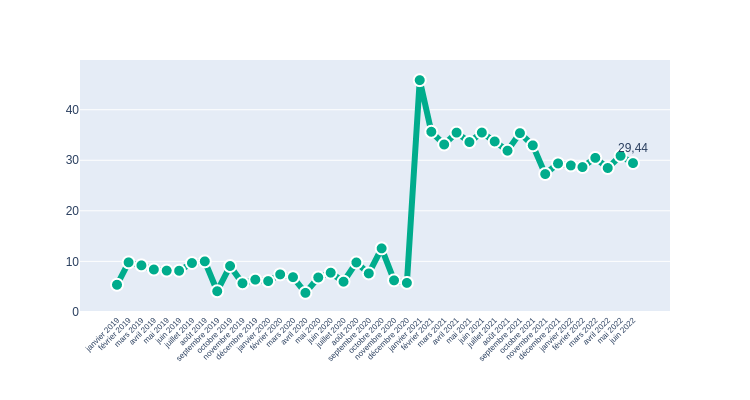 40
30
20
10
0
29,44
janvier 2019
février 2019
mars 2019
avril 2019
mai 2019
juin 2019
juillet 2019
août 2019
septembre 2019
octobre 2019
novembre 2019
décembre 2019
janvier 2020
février 2020
mars 2020
avril 2020
mai 2020
juin 2020
juillet 2020
août 2020
septembre 2020
octobre 2020
novembre 2020
décembre 2020
janvier 2021
février 2021
mars 2021
avril 2021
mai 2021
juin 2021
juillet 2021
août 2021
septembre 2021
octobre 2021
novembre 2021
décembre 2021
janvier 2022
février 2022
mars 2022
avril 2022
mai 2022
juin 2022